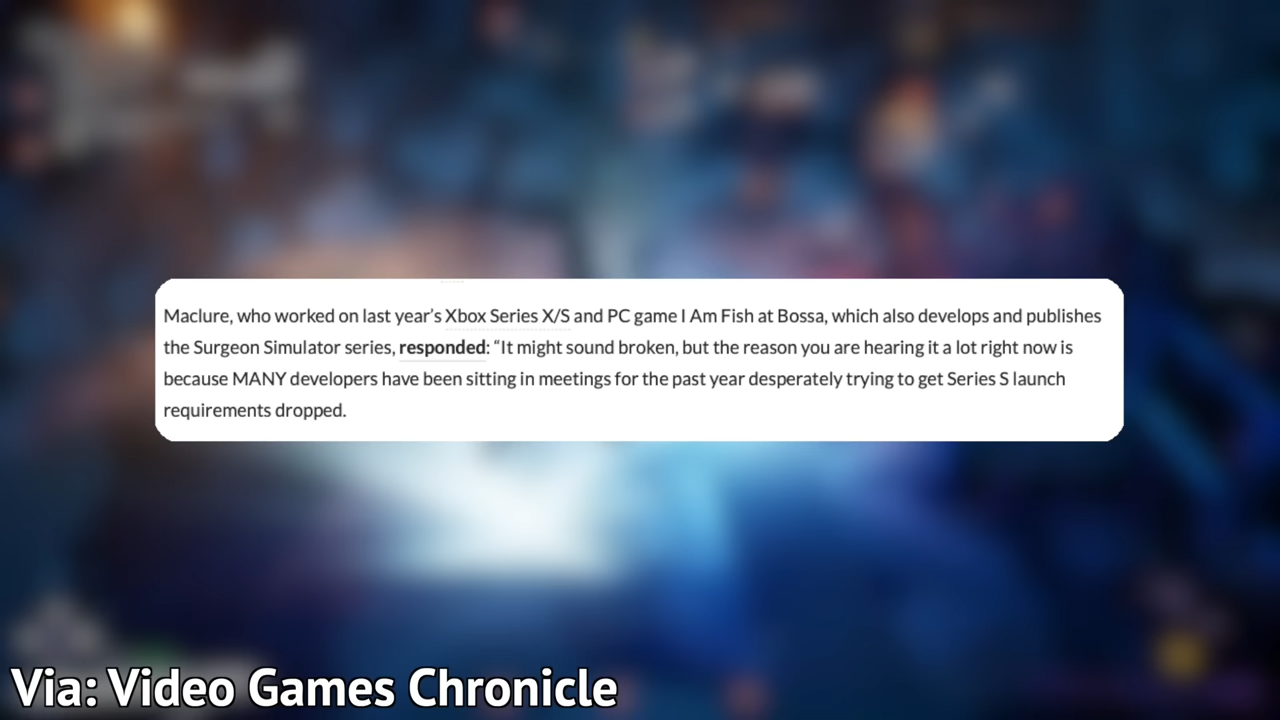 Maclure, who worked on last year’s Xbox Series X/S and PC game I Am Fish at Bossa, which also develops and publishes
the Surgeon Simulator series, responded: “It might sound broken, but the reason you are hearing it a lot right now is
because MANY developers have been sitting in meetings for the past year desperately trying to get Series S launch
requirements dropped.
Via: Video Games Chronicle